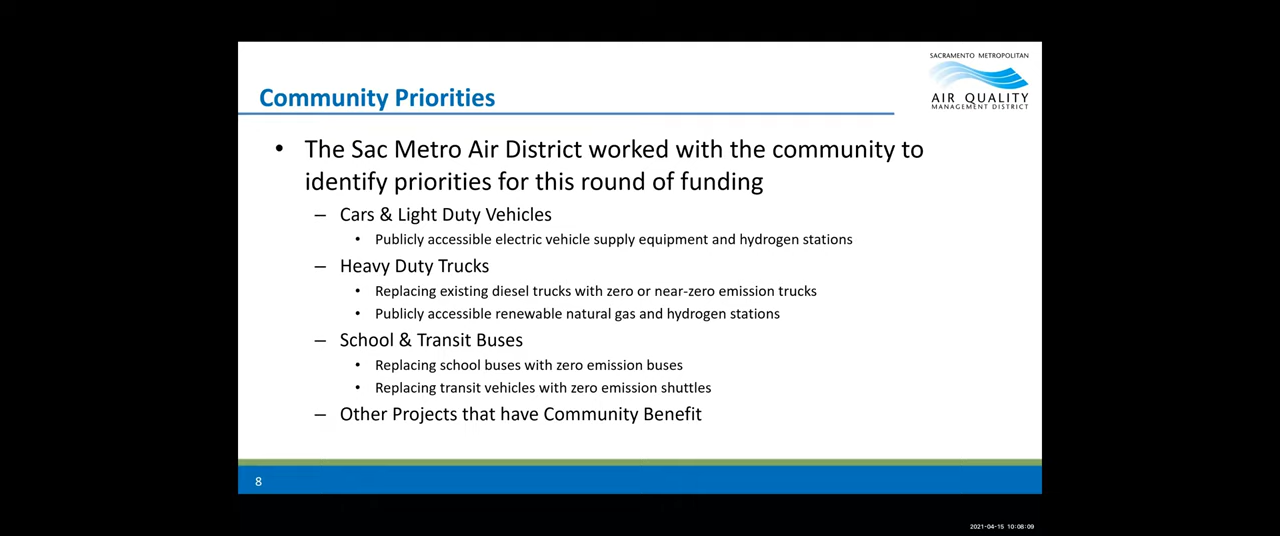 SACRAMENTO METROPOLITAN
AIR QUALITY
MANAGEMENT DISTRICT
Community Priorities
• The Sac Metro Air District worked with the community to
identify priorities for this round of funding
– Cars & Light Duty Vehicles
• Publicly accessible electric vehicle supply equipment and hydrogen stations
– Heavy Duty Trucks
• Replacing existing diesel trucks with zero or near-zero emission trucks
• Publicly accessible renewable natural gas and hydrogen stations
– School & Transit Buses
• Replacing school buses with zero emission buses
• Replacing transit vehicles with zero emission shuttles
– Other Projects that have Community Benefit
8
2021-04-15 10:08:09